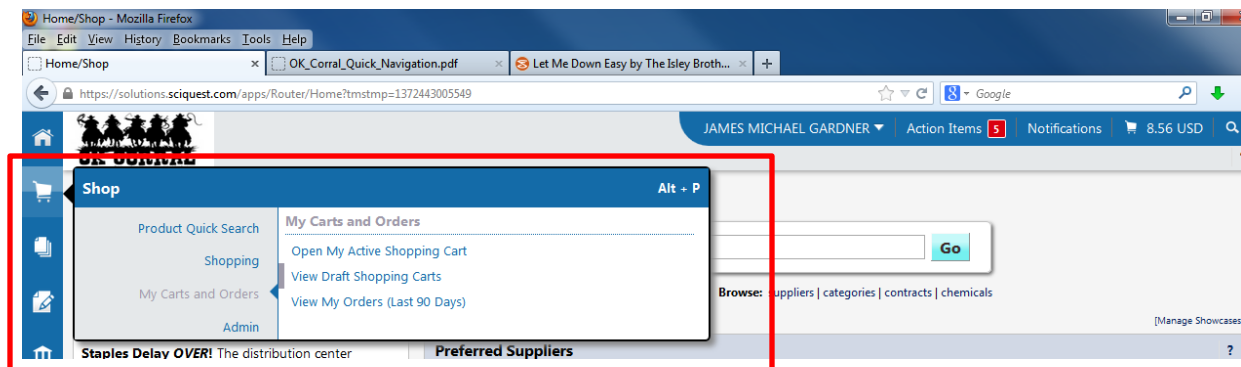 Home/Shop - Mozilla Firefox
File Edit View History Bookmarks Tools Help
Home/Shop × OK_Corral_Quick_Navigation.pdf × Let Me Down Easy by The Isley Broth... × +
https://solutions.sciquest.com/apps/Router/Home?tmstmp=1372443005549 Google
OK CORRAL JAMES MICHAEL GARDNER Action Items 5 Notifications 8.56 USD
Shop Alt + P
Product Quick Search
Shopping
My Carts and Orders
Admin
My Carts and Orders
Open My Active Shopping Cart
View Draft Shopping Carts
View My Orders (Last 90 Days)
Go
Browse: suppliers | categories | contracts | chemicals
[Manage Showcases
Staples Delay OVER! The distribution center
Preferred Suppliers ?